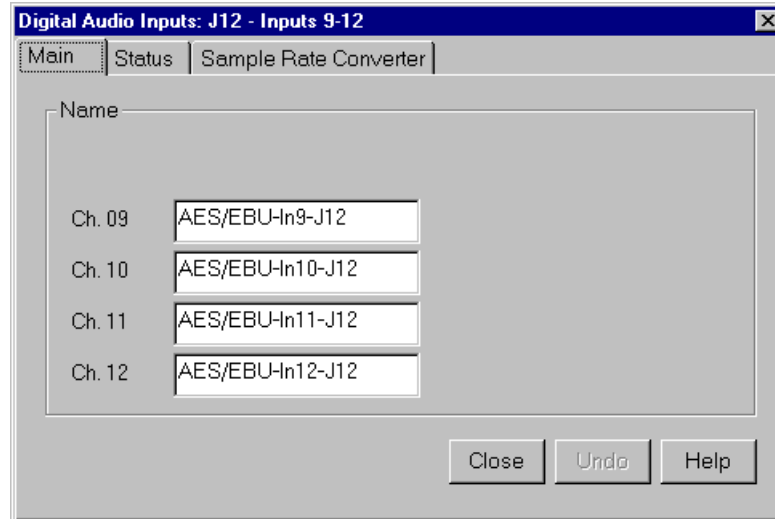 Digital Audio Inputs: J12 - Inputs 9-12
Main Status Sample Rate Converter
Name
Ch. 09 AES/EBU-In9-J12
Ch. 10 AES/EBU-In10-J12
Ch. 11 AES/EBU-In11-J12
Ch. 12 AES/EBU-In12-J12
Close Undo Help